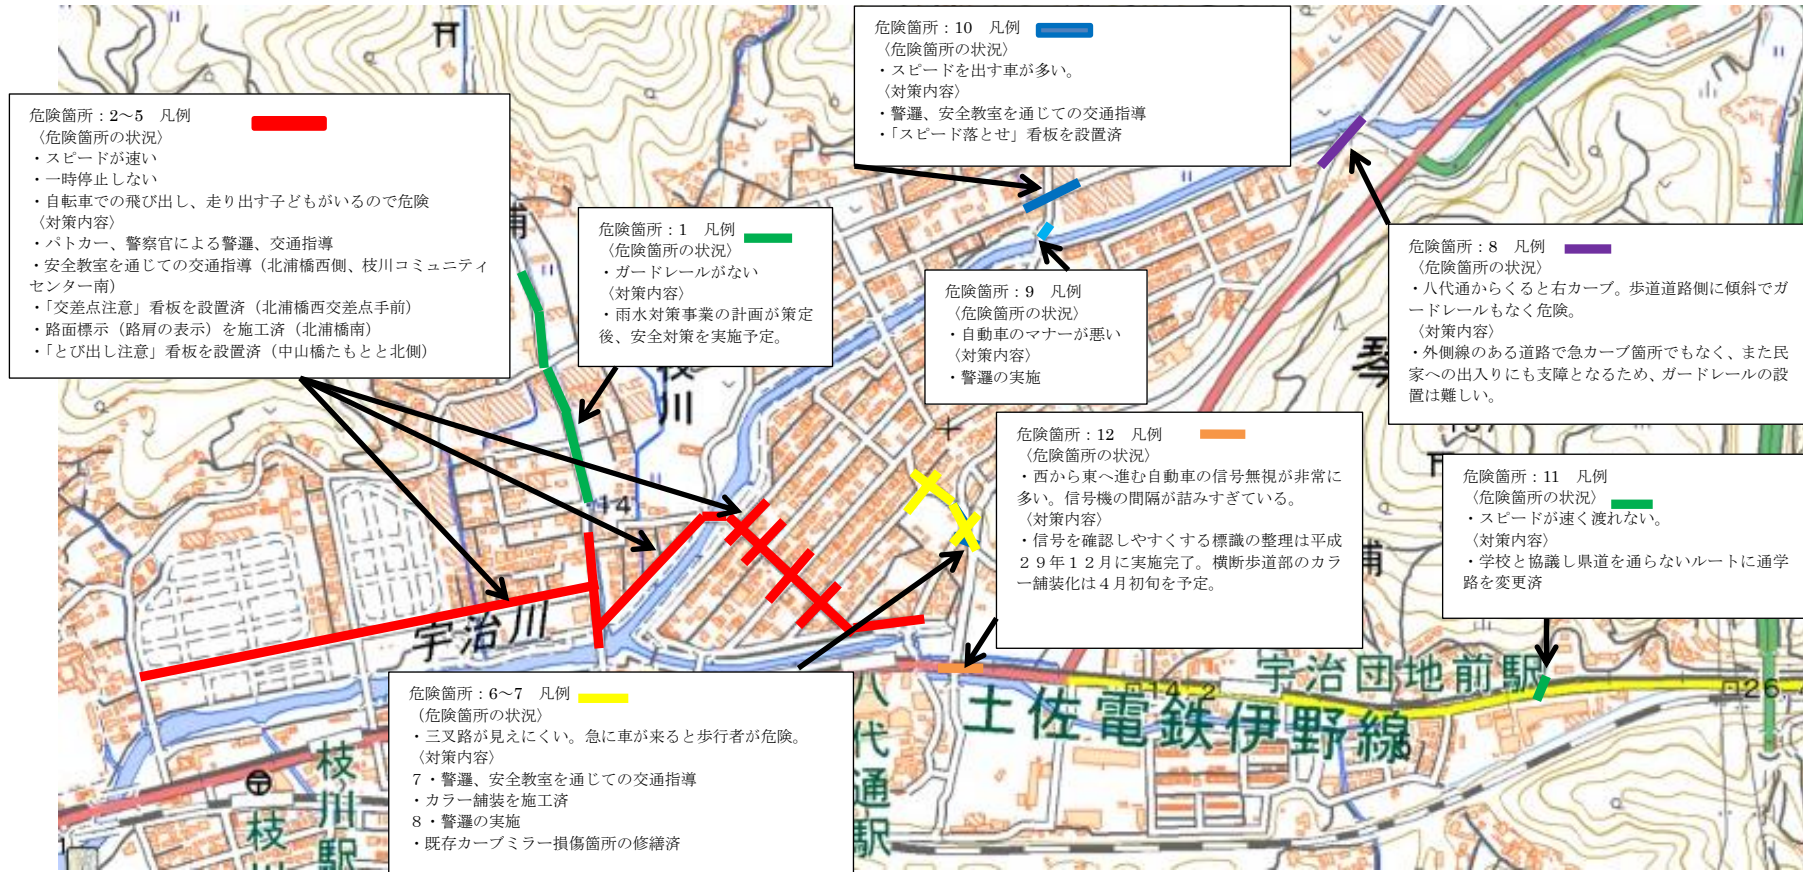 危険箇所：10　凡例
〈危険箇所の状況〉
・スピードを出す車が多い。
〈対策内容〉
・警邏、安全教室を通じての交通指導
・「スピード落とせ」看板を設置済
危険箇所：2～5　凡例
〈危険箇所の状況〉
・スピードが速い
・一時停止しない
・自転車での飛び出し、走り出す子どもがいるので危険
〈対策内容〉
・パトカー、警察官による警邏、交通指導
・安全教室を通じての交通指導（北浦橋西側、枝川コミュニティ
センター南）
・「交差点注意」看板を設置済（北浦橋西交差点手前）
・路面標示（路肩の表示）を施工済（北浦橋南）
・「とび出し注意」看板を設置済（中山橋たもとと北側）
危険箇所：1　凡例
〈危険箇所の状況〉
・ガードレールがない
〈対策内容〉
・雨水対策事業の計画が策定
後、安全対策を実施予定。
危険箇所：9　凡例
〈危険箇所の状況〉
・自動車のマナーが悪い
〈対策内容〉
・警邏の実施
危険箇所：8　凡例
〈危険箇所の状況〉
・八代通からくると右カーブ。歩道道路側に傾斜でガ
ードレールもなく危険。
〈対策内容〉
・外側線のある道路で急カーブ箇所でもなく、また民
家への出入りにも支障となるため、ガードレールの設
置は難しい。
危険箇所：12　凡例
〈危険箇所の状況〉
・西から東へ進む自動車の信号無視が非常に
多い。信号機の間隔が詰みすぎている。
〈対策内容〉
・信号を確認しやすくする標識の整理は平成
２９年１２月に実施完了。横断歩道部のカラ
ー舗装化は４月初旬を予定。
危険箇所：11　凡例
〈危険箇所の状況〉
・スピードが速く渡れない。
〈対策内容〉
・学校と協議し県道を通らないルートに通学
路を変更済
危険箇所：6～7　凡例
（危険箇所の状況〉
・三叉路が見えにくい。急に車が来ると歩行者が危険。
〈対策内容〉
７・警邏、安全教室を通じての交通指導
・カラー舗装を施工済
８・警邏の実施
・既存カーブミラー損傷箇所の修繕済
浦
枝川
琴
14
浦
宇治川
宇治団地前駅
14.2
26.
土佐電鉄伊野線
八代通駅
枝川駅
枝